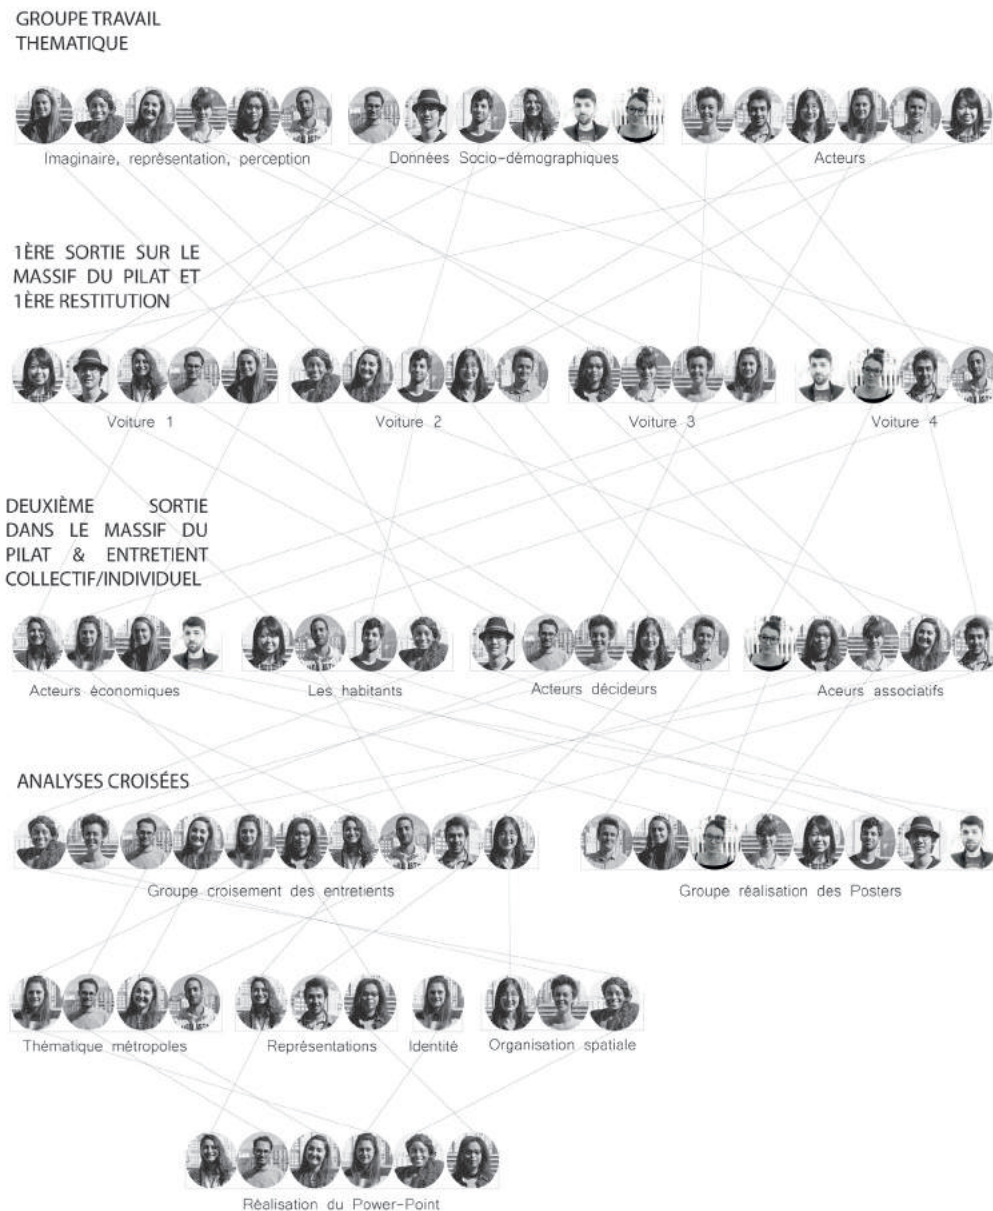 GROUPE TRAVAIL
THEMATIQUE
Imaginaire, représentation, perception
Données Socio-démographiques
Acteurs
1ÈRE SORTIE SUR LE
MASSIF DU PILAT ET
1ÈRE RESTITUTION
Voiture 1
Voiture 2
Voiture 3
Voiture 4
DEUXIÈME SORTIE
DANS LE MASSIF DU
PILAT & ENTRETIENT
COLLECTIF/INDIVIDUEL
Acteurs économiques
Les habitants
Acteurs décideurs
Aceurs associatifs
ANALYSES CROISÉES
Groupe croisement des entretients
Groupe réalisation des Posters
Thématique métropoles
Représentations
Identité
Organisation spatiale
Réalisation du Power-Point